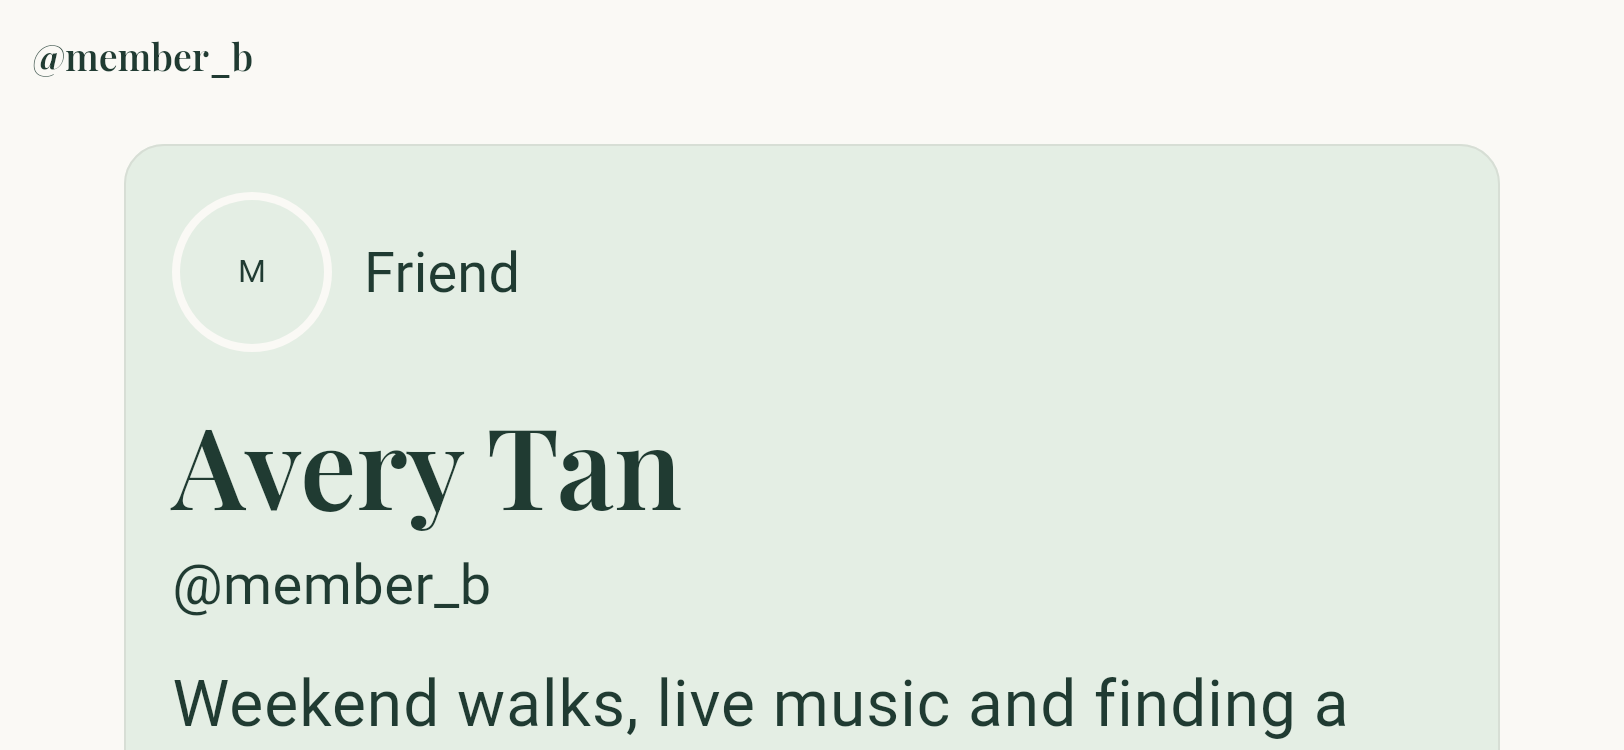 @member_b
M
Friend
Avery Tan
@member_b
Weekend walks, live music and finding a